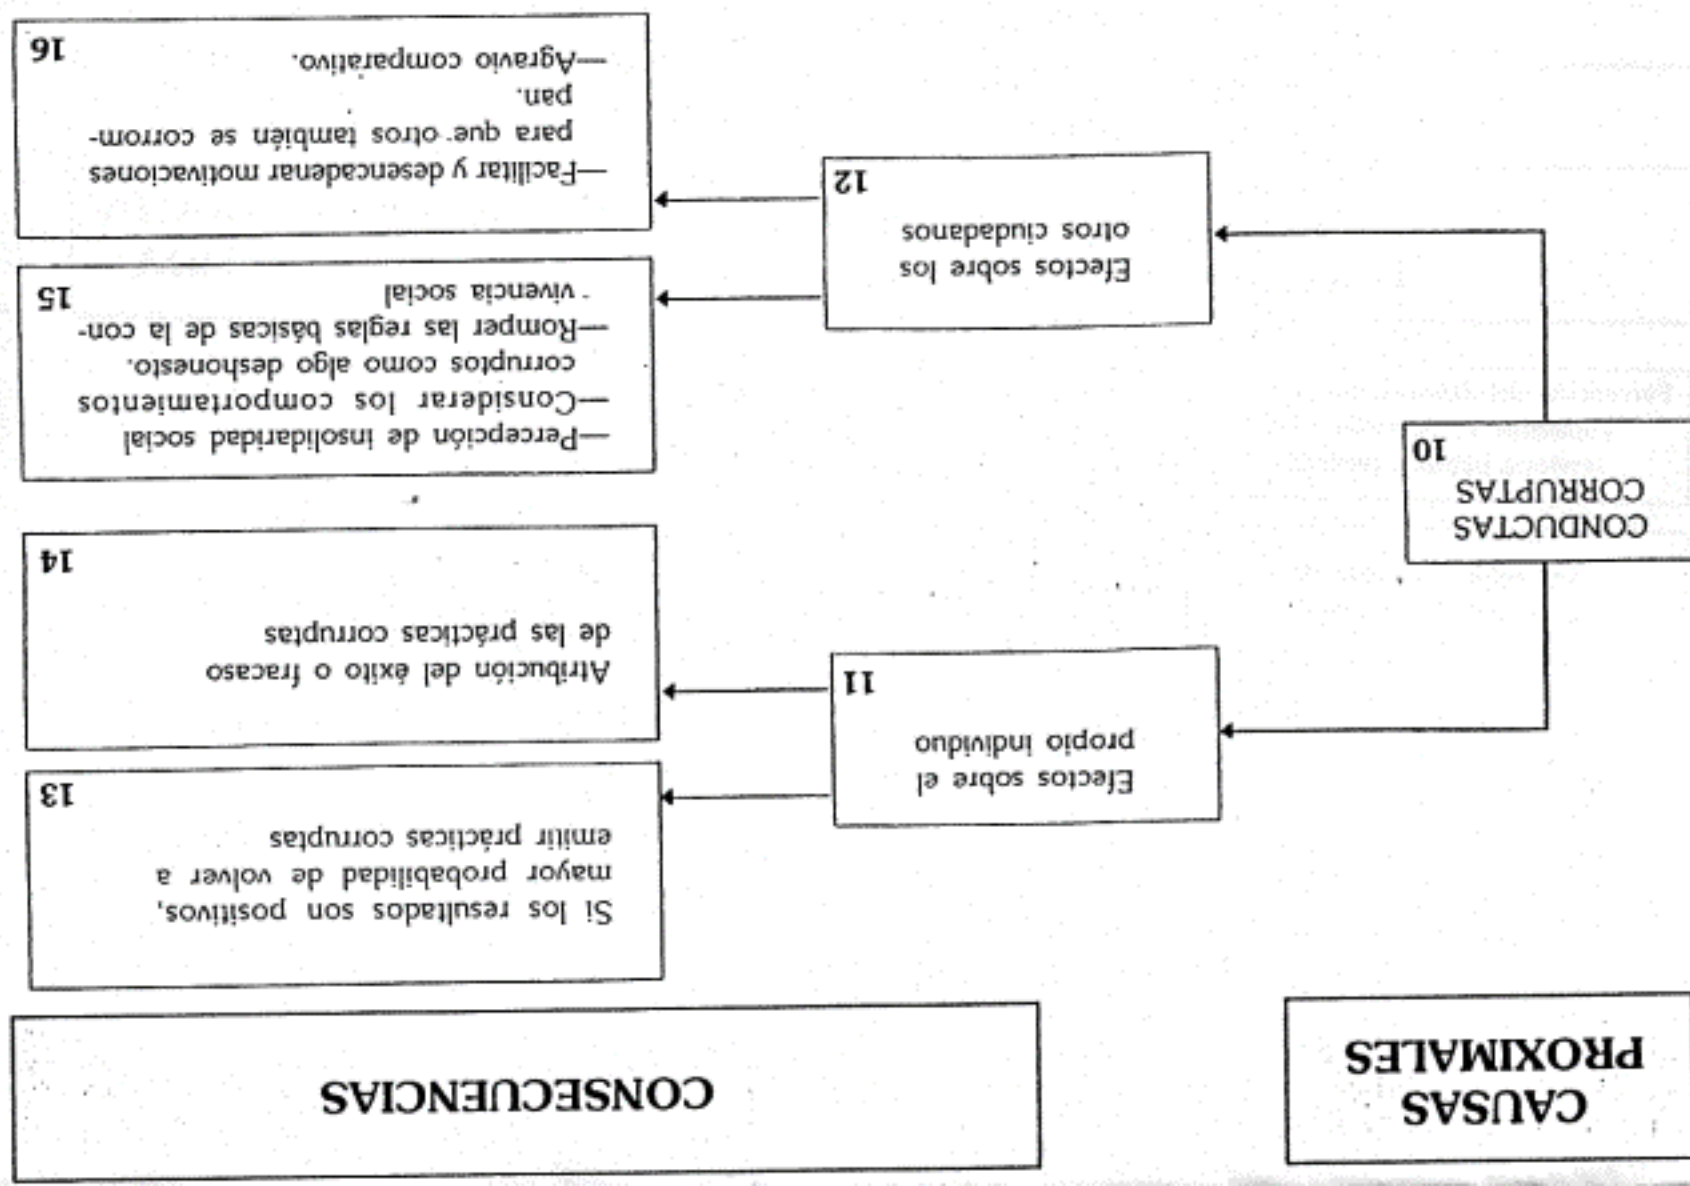 CAUSAS
PROXIMALES
CONSECUENCIAS
CONDUCTAS
CORRUPTAS
10
Efectos sobre el
propio individuo
11
Si los resultados son positivos,
mayor probabilidad de volver a
emitir prácticas corruptas
13
Atribución del éxito o fracaso
de las prácticas corruptas
14
Efectos sobre los
otros ciudadanos
12
—Percepción de insolidaridad social
—Considerar los comportamientos
corruptos como algo deshonesto.
—Romper las reglas básicas de la con-
vivencia social
15
—Facilitar y desencadenar motivaciones
para que otros también se corrom-
pan.
—Agravio comparativo.
16